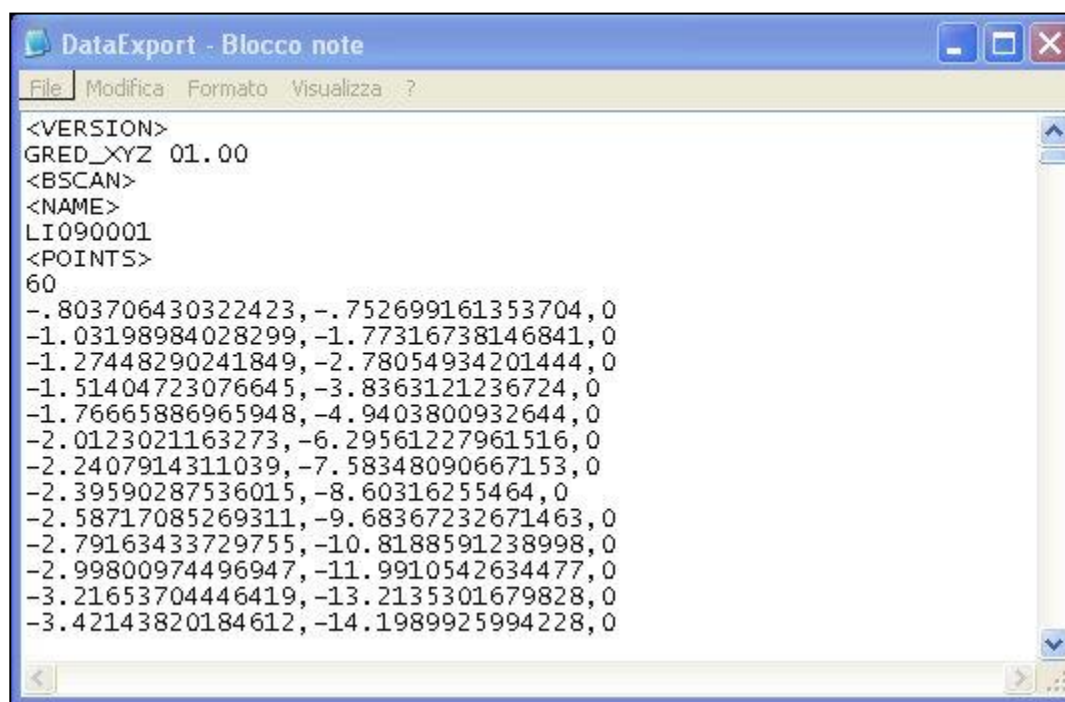 DataExport - Blocco note
File Modifica Formato Visualizza ?
<VERSION>
GRED_XYZ 01.00
<BSCAN>
<NAME>
LI090001
<POINTS>
60
-.803706430322423,-.752699161353704,0
-1.03198984028299,-1.77316738146841,0
-1.27448290241849,-2.78054934201444,0
-1.51404723076645,-3.8363121236724,0
-1.76665886965948,-4.9403800932644,0
-2.0123021163273,-6.29561227961516,0
-2.2407914311039,-7.58348090667153,0
-2.39590287536015,-8.60316255464,0
-2.58717085269311,-9.68367232671463,0
-2.79163433729755,-10.8188591238998,0
-2.99800974496947,-11.9910542634477,0
-3.21653704446419,-13.2135301679828,0
-3.42143820184612,-14.1989925994228,0